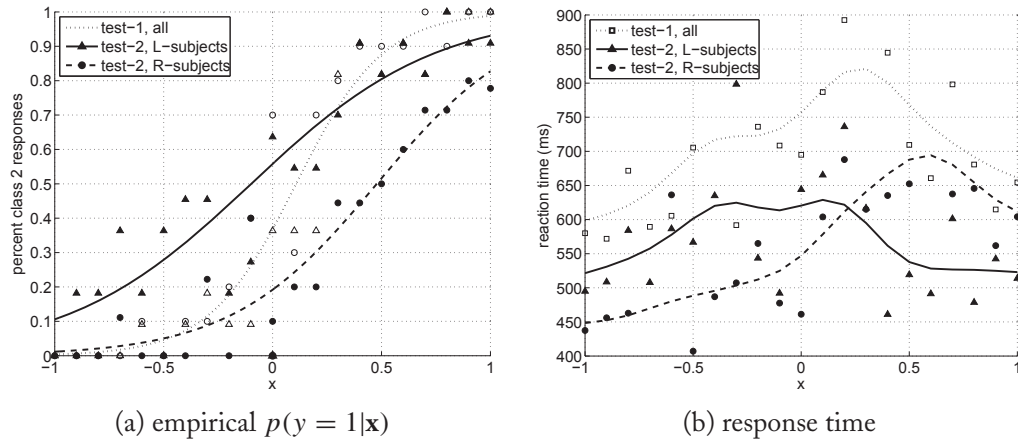 test-1, all
test-2, L-subjects
test-2, R-subjects
percent class 2 responses
1
0.9
0.8
0.7
0.6
0.5
0.4
0.3
0.2
0.1
0
−1 −0.5 0 0.5 1
x
(a) empirical p(y = 1|x)
test-1, all
test-2, L-subjects
test-2, R-subjects
reaction time (ms)
900
850
800
750
700
650
600
550
500
450
400
−1 −0.5 0 0.5 1
x
(b) response time